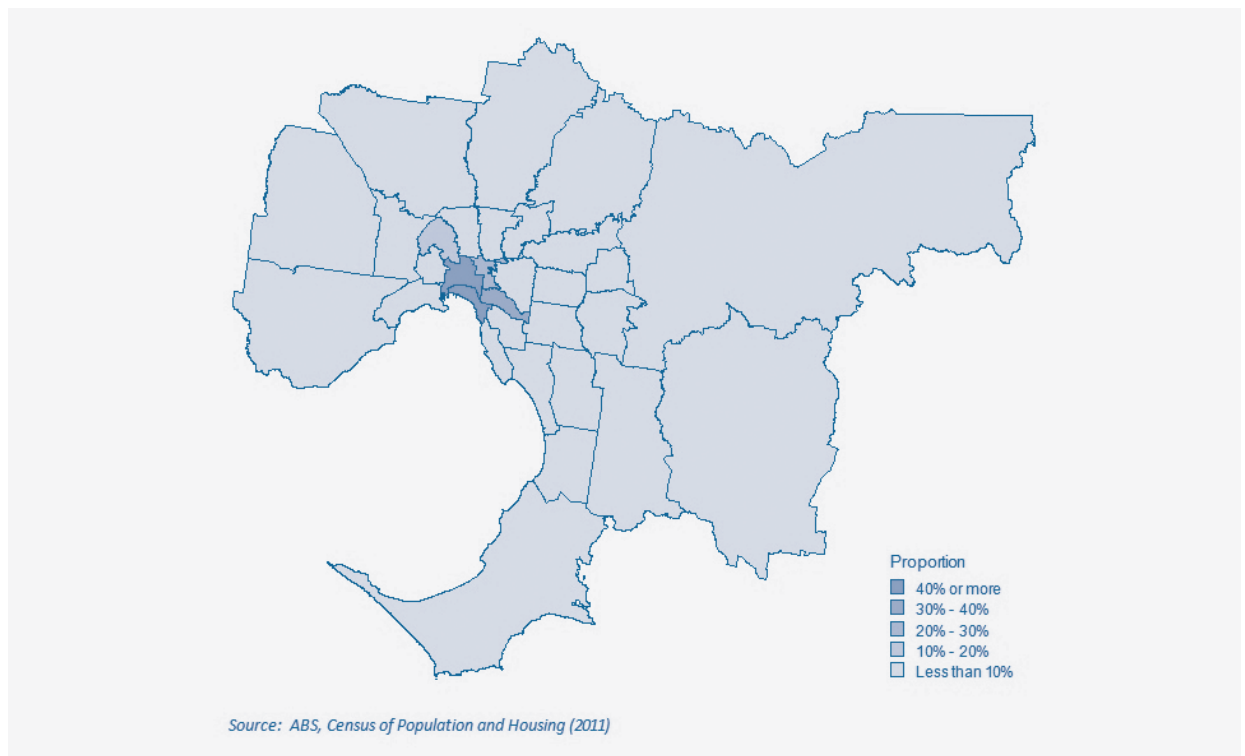 Proportion
40% or more
30% - 40%
20% - 30%
10% - 20%
Less than 10%
Source: ABS, Census of Population and Housing (2011)